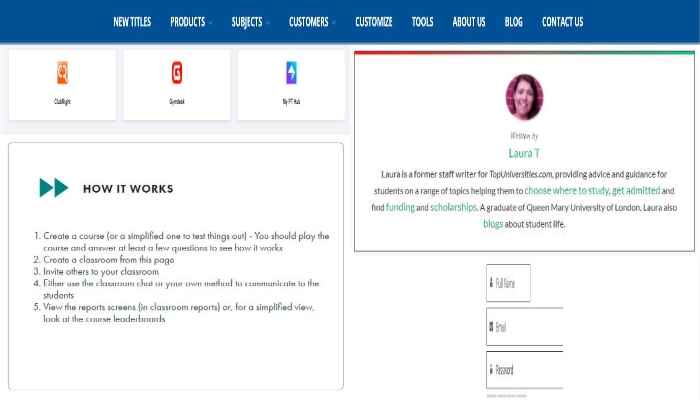 NEW TITLES PRODUCTS SUBJECTS CUSTOMERS CUSTOMIZE TOOLS ABOUT US BLOG CONTACT US
ClubRight Gymdesk My PT Hub
HOW IT WORKS
1. Create a course (or a simplified one to test things out) - You should play the
course and answer at least a few questions to see how it works
2. Create a classroom from this page
3. Invite others to your classroom
4. Either use the classroom chat or your own method to communicate to the
students
5. View the reports screens (in classroom reports) or, for a simplified view,
look at the course leaderboards
Written by
Laura T
Laura is a former staff writer for TopUniversities.com, providing advice and guidance for
students on a range of topics helping them to choose where to study, get admitted and
find funding and scholarships. A graduate of Queen Mary University of London, Laura also
blogs about student life.
Full Name
Email
Password